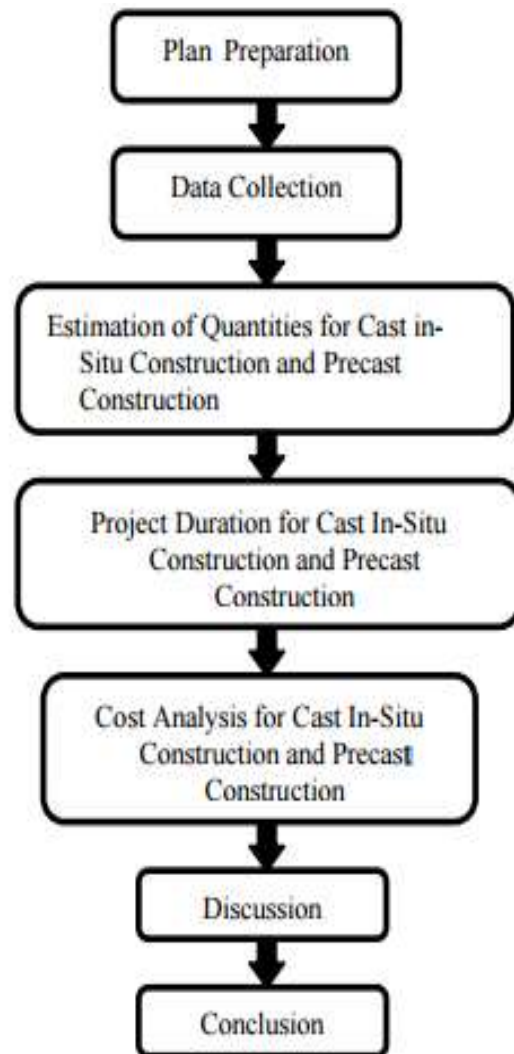 Plan Preparation
Data Collection
Estimation of Quantities for Cast in-
Situ Construction and Precast
Construction
Project Duration for Cast In-Situ
Construction and Precast
Construction
Cost Analysis for Cast In-Situ
Construction and Precast
Construction
Discussion
Conclusion